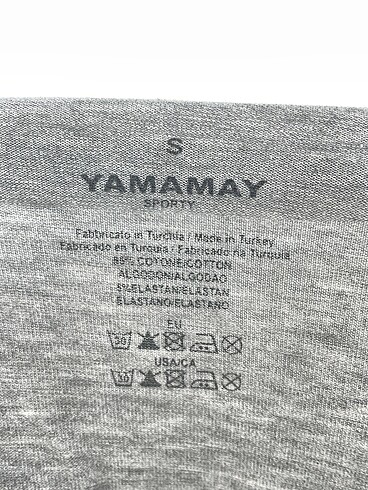 S
YAMAMAY
SPORTY
Fabbricato in Turchia / Made in Turkey
Fabricado en Turquia / Fabricado na Turquia
95% COTONE/COTTON
ALGODON/ALGODAO
5% ELASTAN/ELASTAN
ELASTANO/ELASTANO
EU
30
USA/CA
30